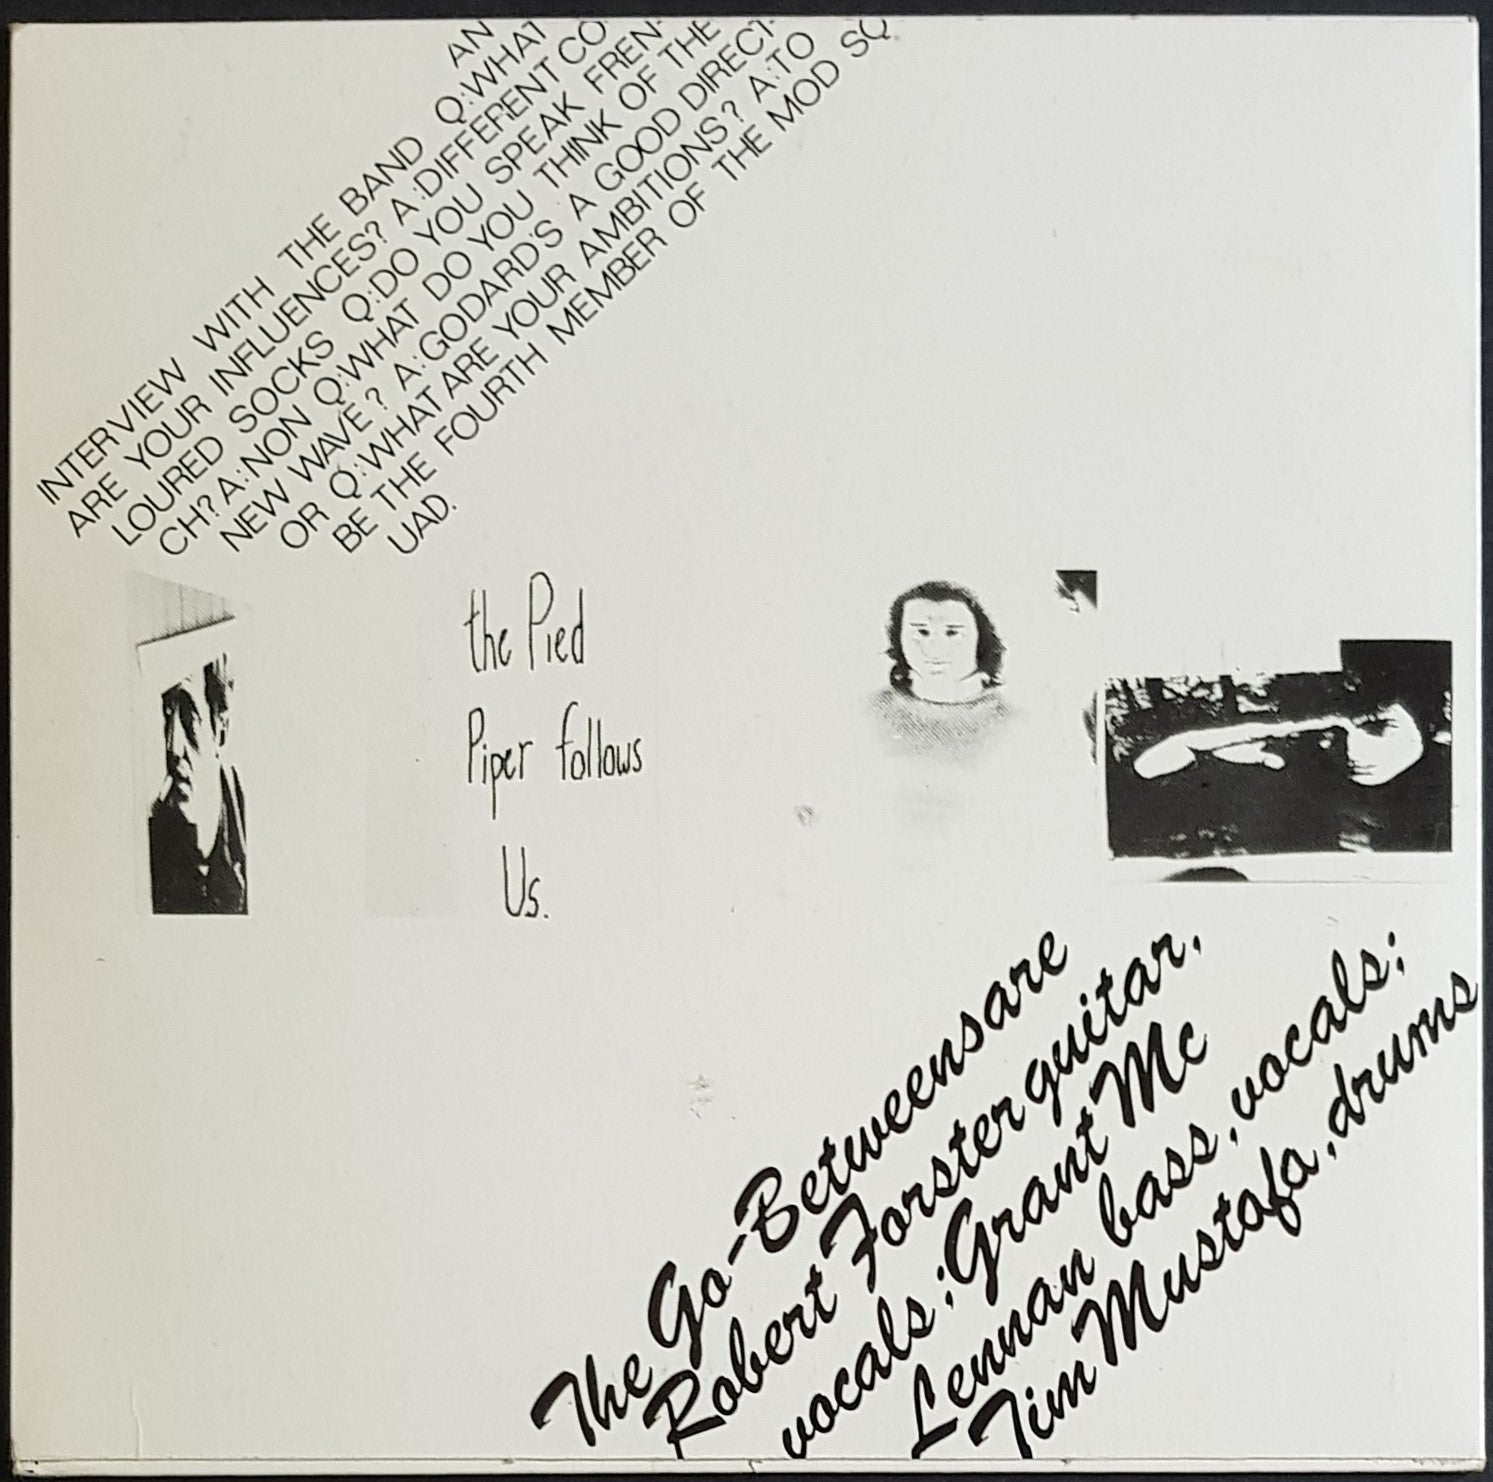 AN
INTERVIEW WITH THE BAND Q:WHAT
ARE YOUR INFLUENCES? A:DIFFERENT CO-
LOURED SOCKS Q:DO YOU SPEAK FREN-
CH? A:NON Q:WHAT DO YOU THINK OF THE
NEW WAVE? A:GODARD'S A GOOD DIRECT-
OR Q:WHAT ARE YOUR AMBITIONS? A:TO
BE THE FOURTH MEMBER OF THE MOD SQ
UAD.
the Pied
Piper follows
Us.
The Go-Betweens are
Robert Forster guitar,
vocals; Grant Mc
Lennan bass, vocals;
Tim Mustafa, drums